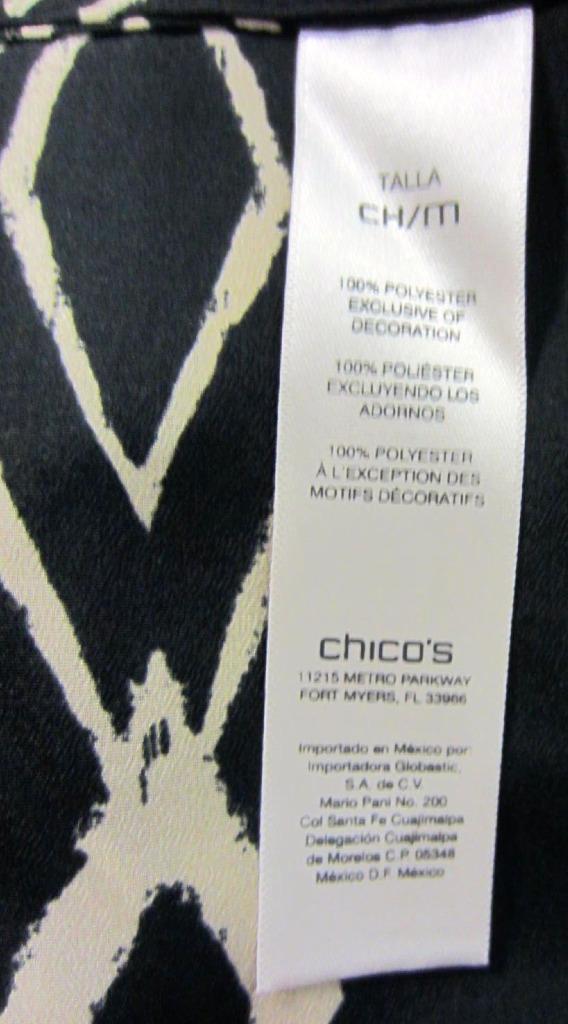 TALLA
CH/M
100% POLYESTER
EXCLUSIVE OF
DECORATION
100% POLIÉSTER
EXCLUYENDO LOS
ADORNOS
100% POLYESTER
À L'EXCEPTION DES
MOTIFS DÉCORATIFS
chico's
11215 METRO PARKWAY
FORT MYERS, FL 33966
Importado en México por:
Importadora Globastic,
S.A. de C.V.
Mario Pani No. 200
Col Santa Fe Cuajimalpa
Delegación Cuajimalpa
de Morelos C.P. 05348
México D.F. México